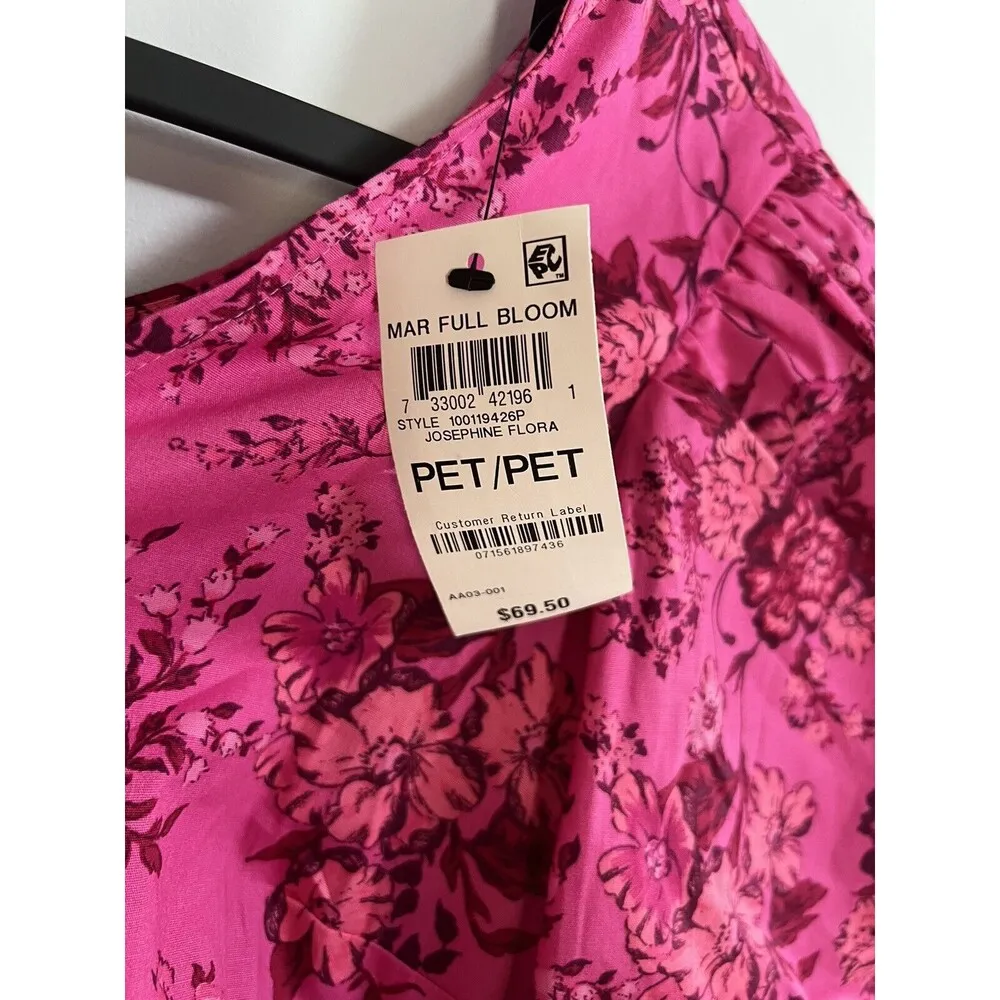 EPC™
MAR FULL BLOOM
7 33002 42196 1
STYLE 100119426P
JOSEPHINE FLORA
PET/PET
Customer Return Label
071561897436
AA03-001
$69.50